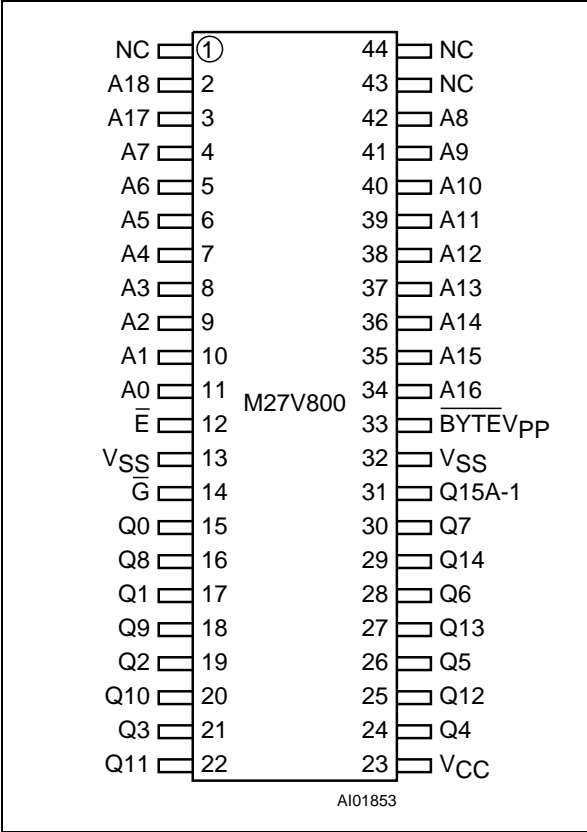 NC 1 44 NC
A18 2 43 NC
A17 3 42 A8
A7 4 41 A9
A6 5 40 A10
A5 6 39 A11
A4 7 38 A12
A3 8 37 A13
A2 9 36 A14
A1 10 35 A15
A0 11 34 A16
M27V800
E̅ 12 33 B̅Y̅T̅E̅VPP
VSS 13 32 VSS
G̅ 14 31 Q15A-1
Q0 15 30 Q7
Q8 16 29 Q14
Q1 17 28 Q6
Q9 18 27 Q13
Q2 19 26 Q5
Q10 20 25 Q12
Q3 21 24 Q4
Q11 22 23 VCC
AI01853